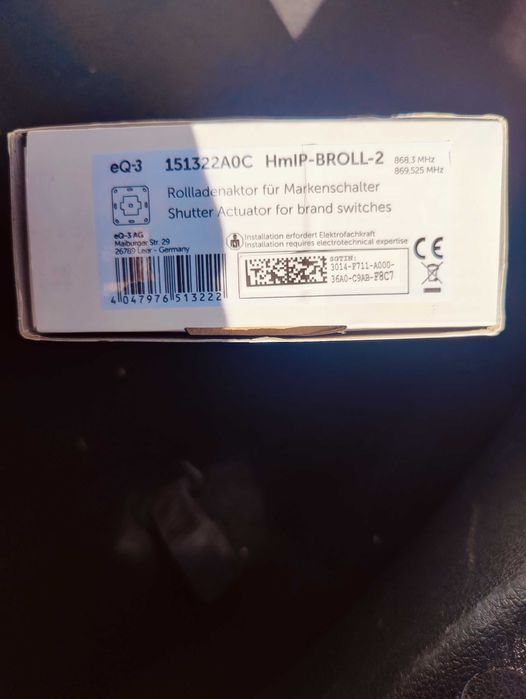 eQ-3 151322A0C HmIP-BROLL-2 868.3 MHz
869.525 MHz
Rollladenaktor für Markenschalter
Shutter Actuator for brand switches
eQ-3 AG
Maiburger Str. 29
26789 Leer - Germany
Installation erfordert Elektrofachkraft
Installation requires electrotechnical expertise
CE
SGTIN:
3014-F711-A000-
36A0-C9AB-F8C7
4 047976 513222